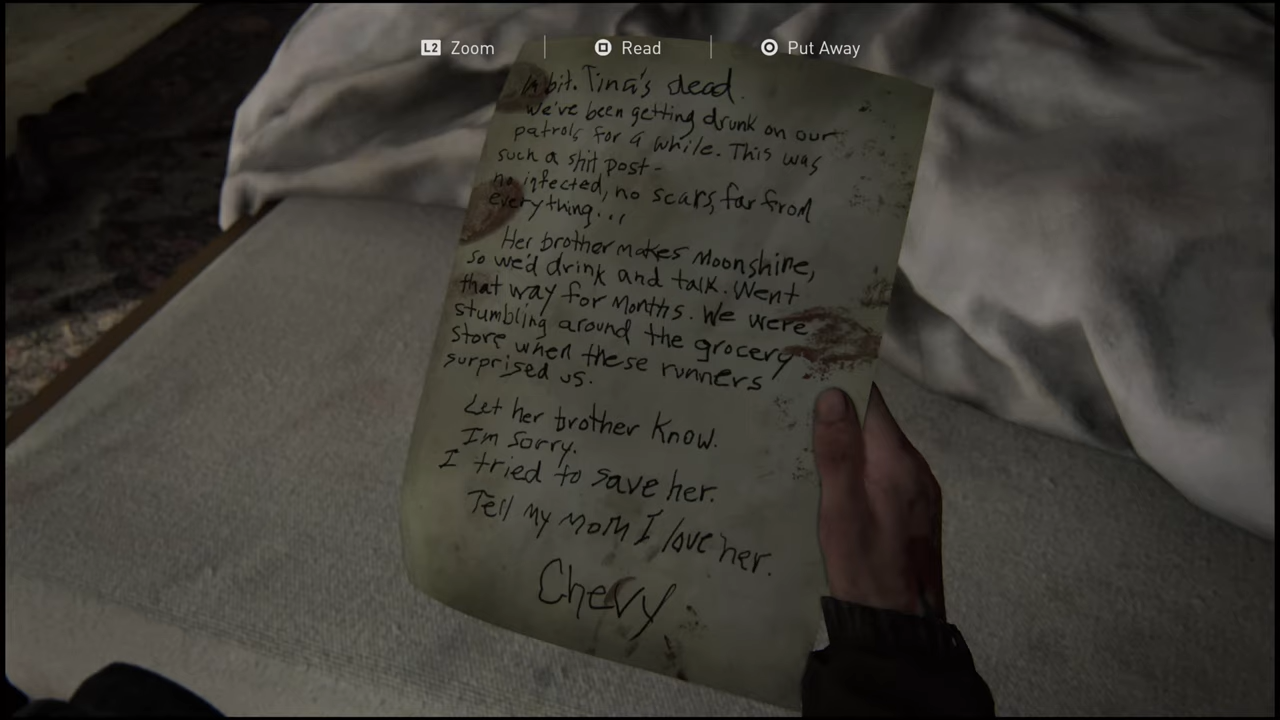 L2 Zoom Read Put Away
I'm bit. Tina's dead.
We've been getting drunk on our
patrols for a while. This was
such a shit post-
no infected, no scars, far from
everything...
Her brother makes Moonshine,
so we'd drink and talk. Went
that way for months. We were
stumbling around the grocery
store when these runners
surprised us.
Let her brother know.
Im sorry.
I tried to save her.
Tell my mom I love her.
Chevy